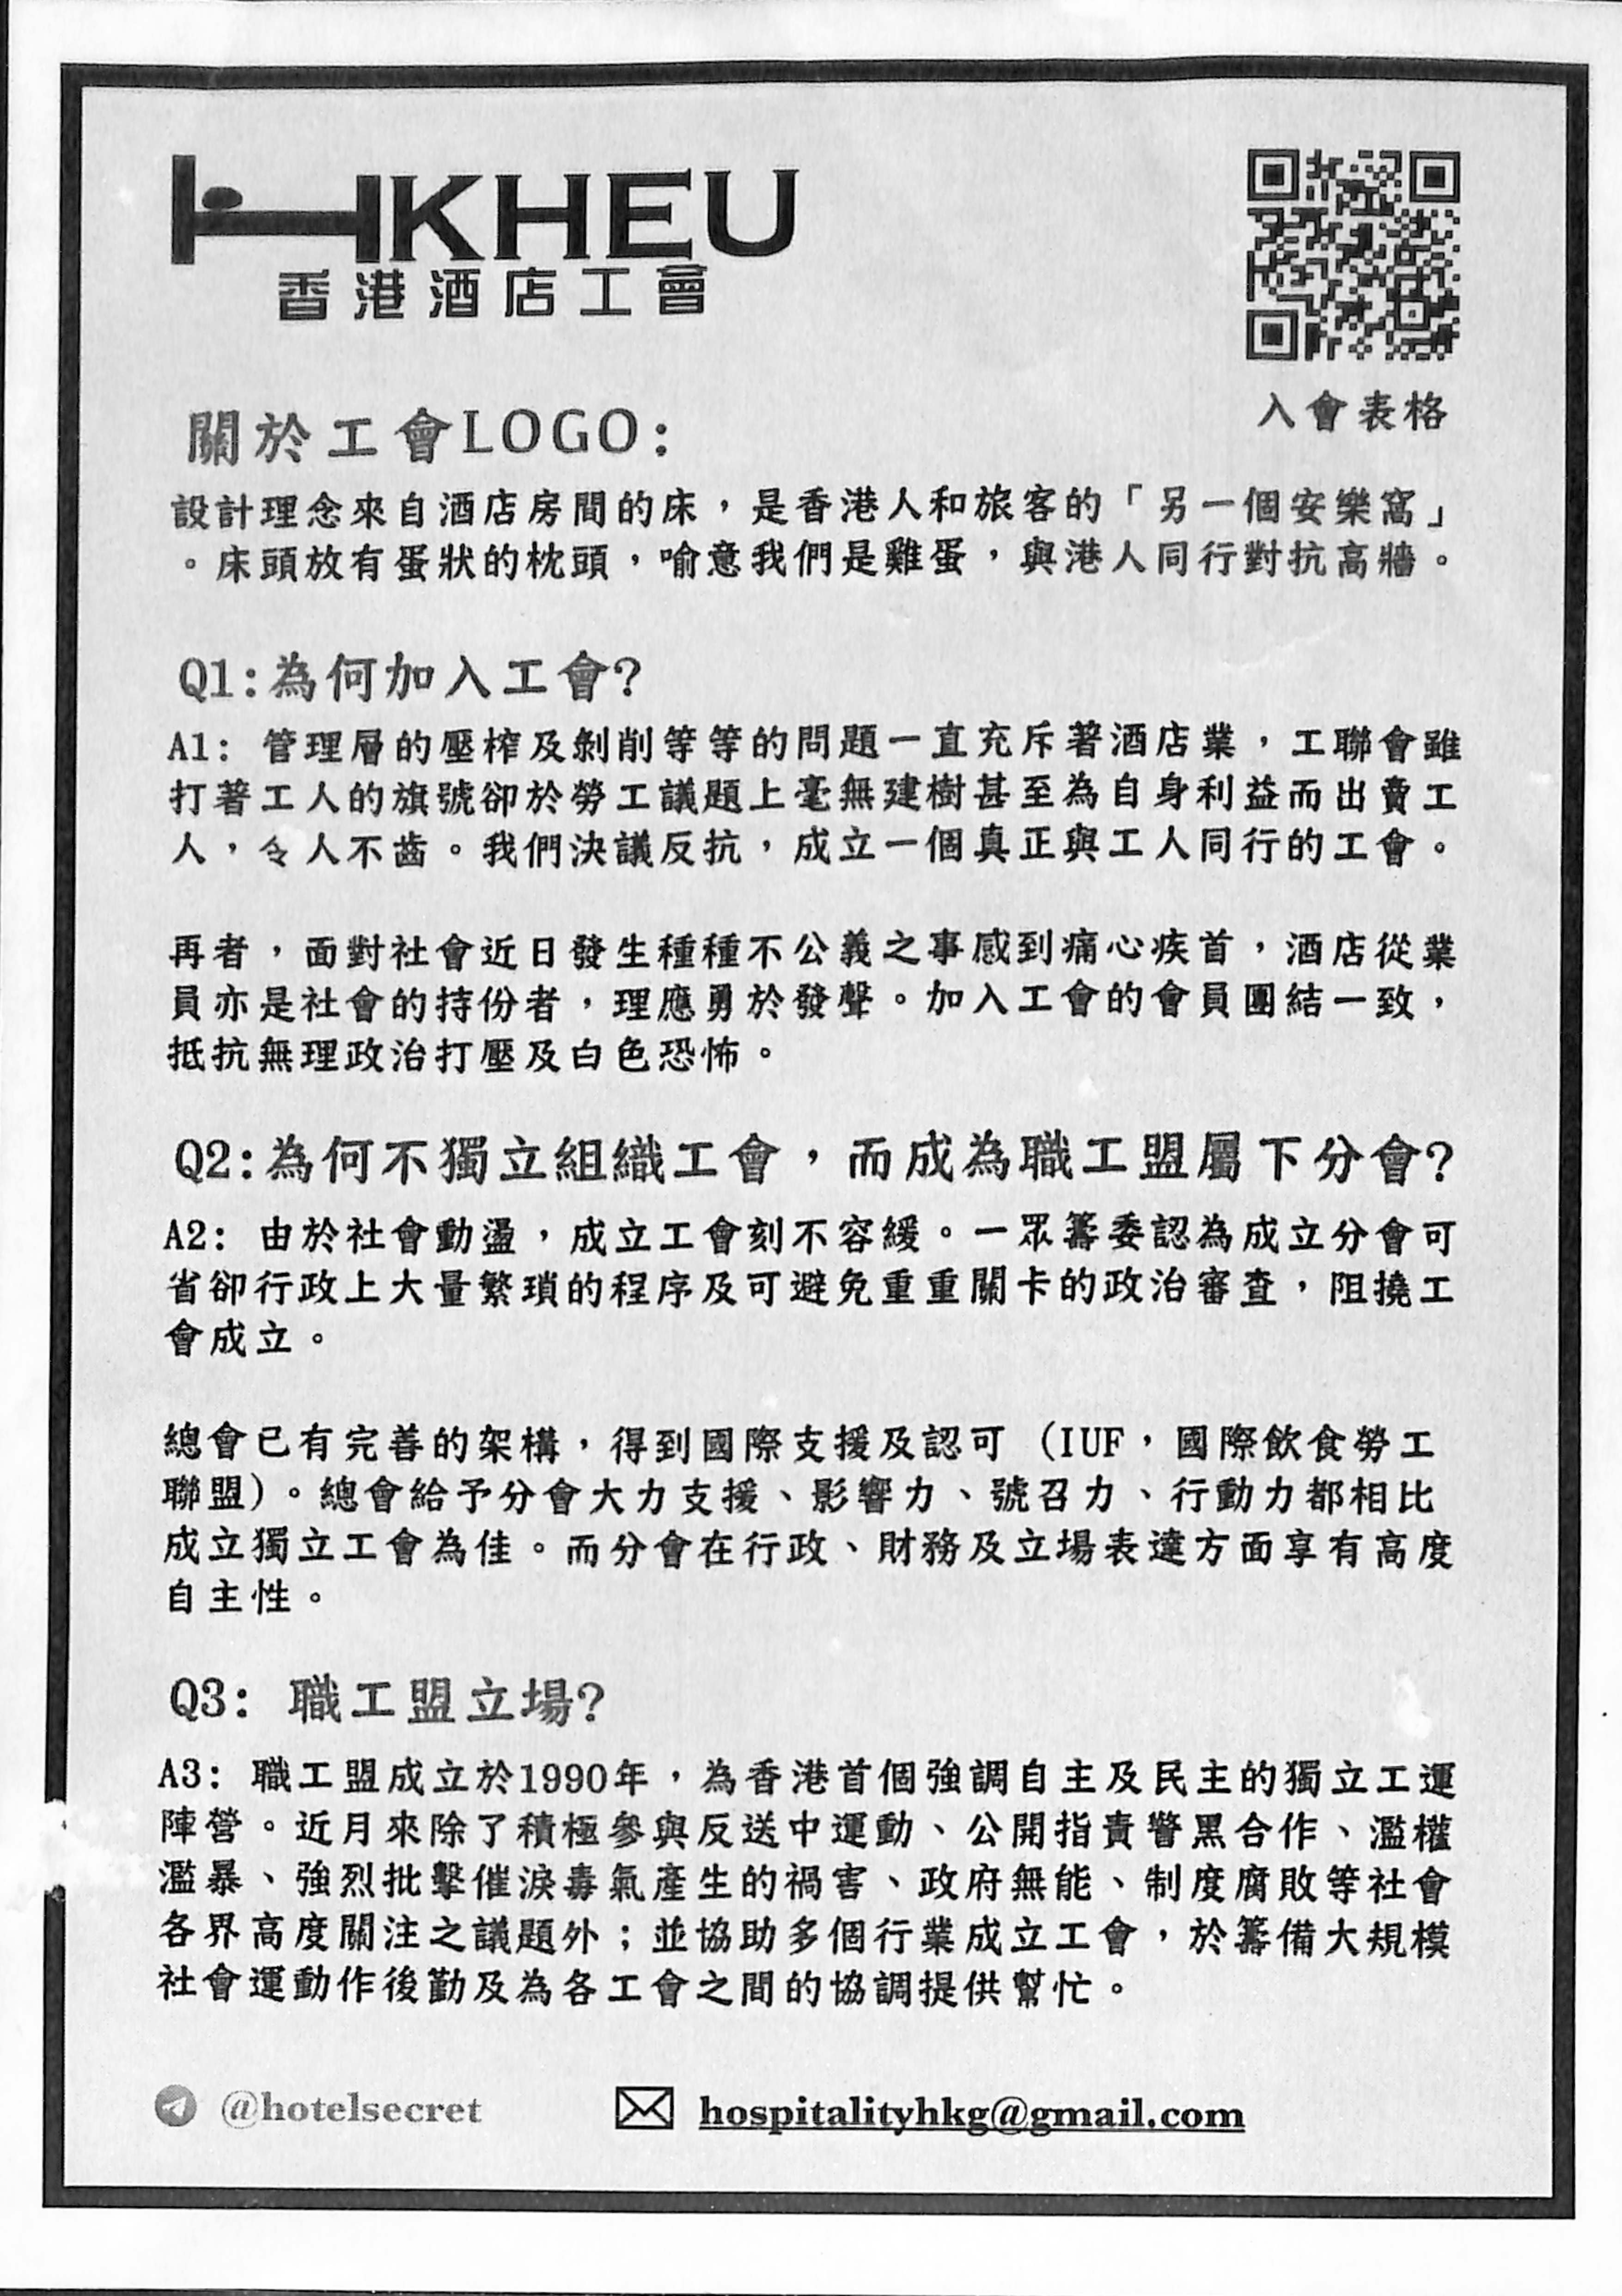 HKHEU
香港酒店工會
入會表格
關於工會LOGO:
設計理念來自酒店房間的床，是香港人和旅客的「另一個安樂窩」
。床頭放有蛋狀的枕頭，喻意我們是雞蛋，與港人同行對抗高牆。
Q1:為何加入工會?
A1: 管理層的壓榨及剝削等等的問題一直充斥著酒店業，工聯會雖
打著工人的旗號卻於勞工議題上毫無建樹甚至為自身利益而出賣工
人，令人不齒。我們決議反抗，成立一個真正與工人同行的工會。
再者，面對社會近日發生種種不公義之事感到痛心疾首，酒店從業
員亦是社會的持份者，理應勇於發聲。加入工會的會員團結一致，
抵抗無理政治打壓及白色恐怖。
Q2:為何不獨立組織工會，而成為職工盟屬下分會?
A2: 由於社會動盪，成立工會刻不容緩。一眾籌委認為成立分會可
省卻行政上大量繁瑣的程序及可避免重重關卡的政治審查，阻撓工
會成立。
總會已有完善的架構，得到國際支援及認可 (IUF，國際飲食勞工
聯盟)。總會給予分會大力支援、影響力、號召力、行動力都相比
成立獨立工會為佳。而分會在行政、財務及立場表達方面享有高度
自主性。
Q3: 職工盟立場?
A3: 職工盟成立於1990年，為香港首個強調自主及民主的獨立工運
陣營。近月來除了積極參與反送中運動、公開指責警黑合作、濫權
濫暴、強烈批擊催淚毒氣產生的禍害、政府無能、制度腐敗等社會
各界高度關注之議題外；並協助多個行業成立工會，於籌備大規模
社會運動作後勤及為各工會之間的協調提供幫忙。
@hotelsecret
hospitalityhkg@gmail.com